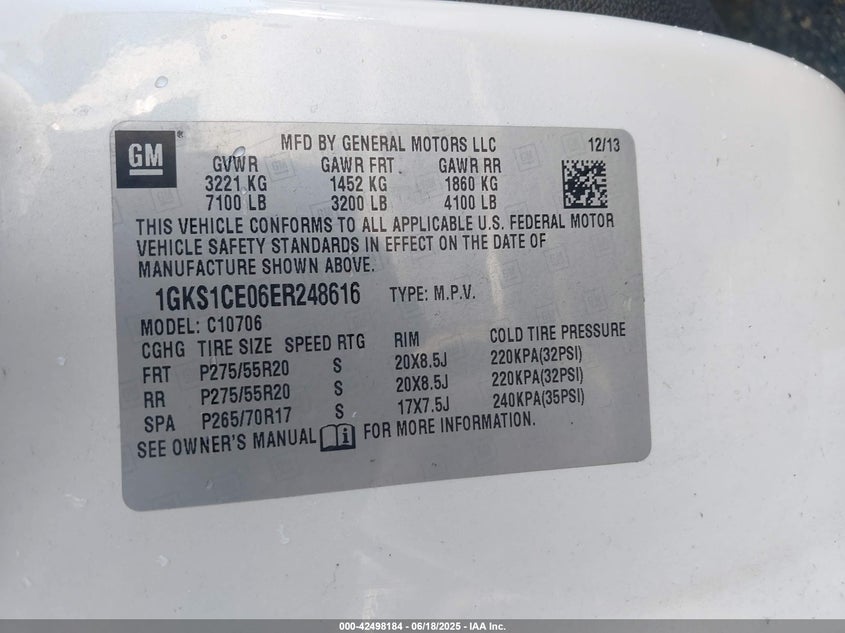 GM
MFD BY GENERAL MOTORS LLC 12/13
GVWR GAWR FRT GAWR RR
3221 KG 1452 KG 1860 KG
7100 LB 3200 LB 4100 LB
THIS VEHICLE CONFORMS TO ALL APPLICABLE U.S. FEDERAL MOTOR
VEHICLE SAFETY STANDARDS IN EFFECT ON THE DATE OF
MANUFACTURE SHOWN ABOVE.
1GKS1CE06ER248616 TYPE: M.P.V.
MODEL: C10706
CGHG TIRE SIZE SPEED RTG RIM COLD TIRE PRESSURE
FRT P275/55R20 S 20X8.5J 220KPA(32PSI)
RR P275/55R20 S 20X8.5J 220KPA(32PSI)
SPA P265/70R17 S 17X7.5J 240KPA(35PSI)
SEE OWNER'S MANUAL FOR MORE INFORMATION.
000-42498184 - 06/18/2025 - IAA Inc.